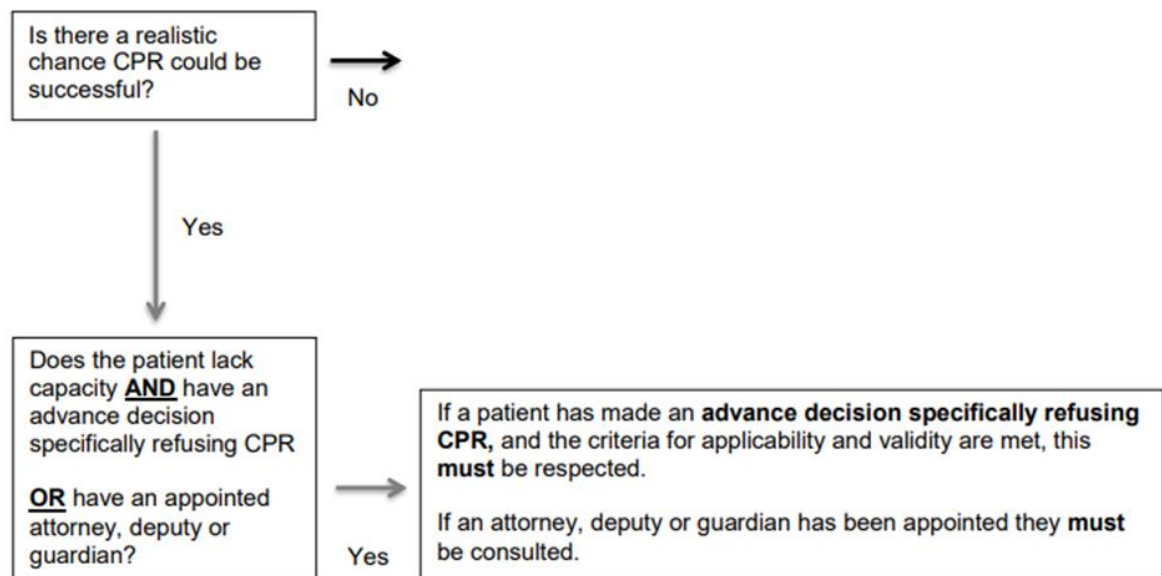 Is there a realistic
chance CPR could be
successful?
No
Yes
Does the patient lack
capacity AND have an
advance decision
specifically refusing CPR
OR have an appointed
attorney, deputy or
guardian?
Yes
If a patient has made an advance decision specifically refusing
CPR, and the criteria for applicability and validity are met, this
must be respected.
If an attorney, deputy or guardian has been appointed they must
be consulted.